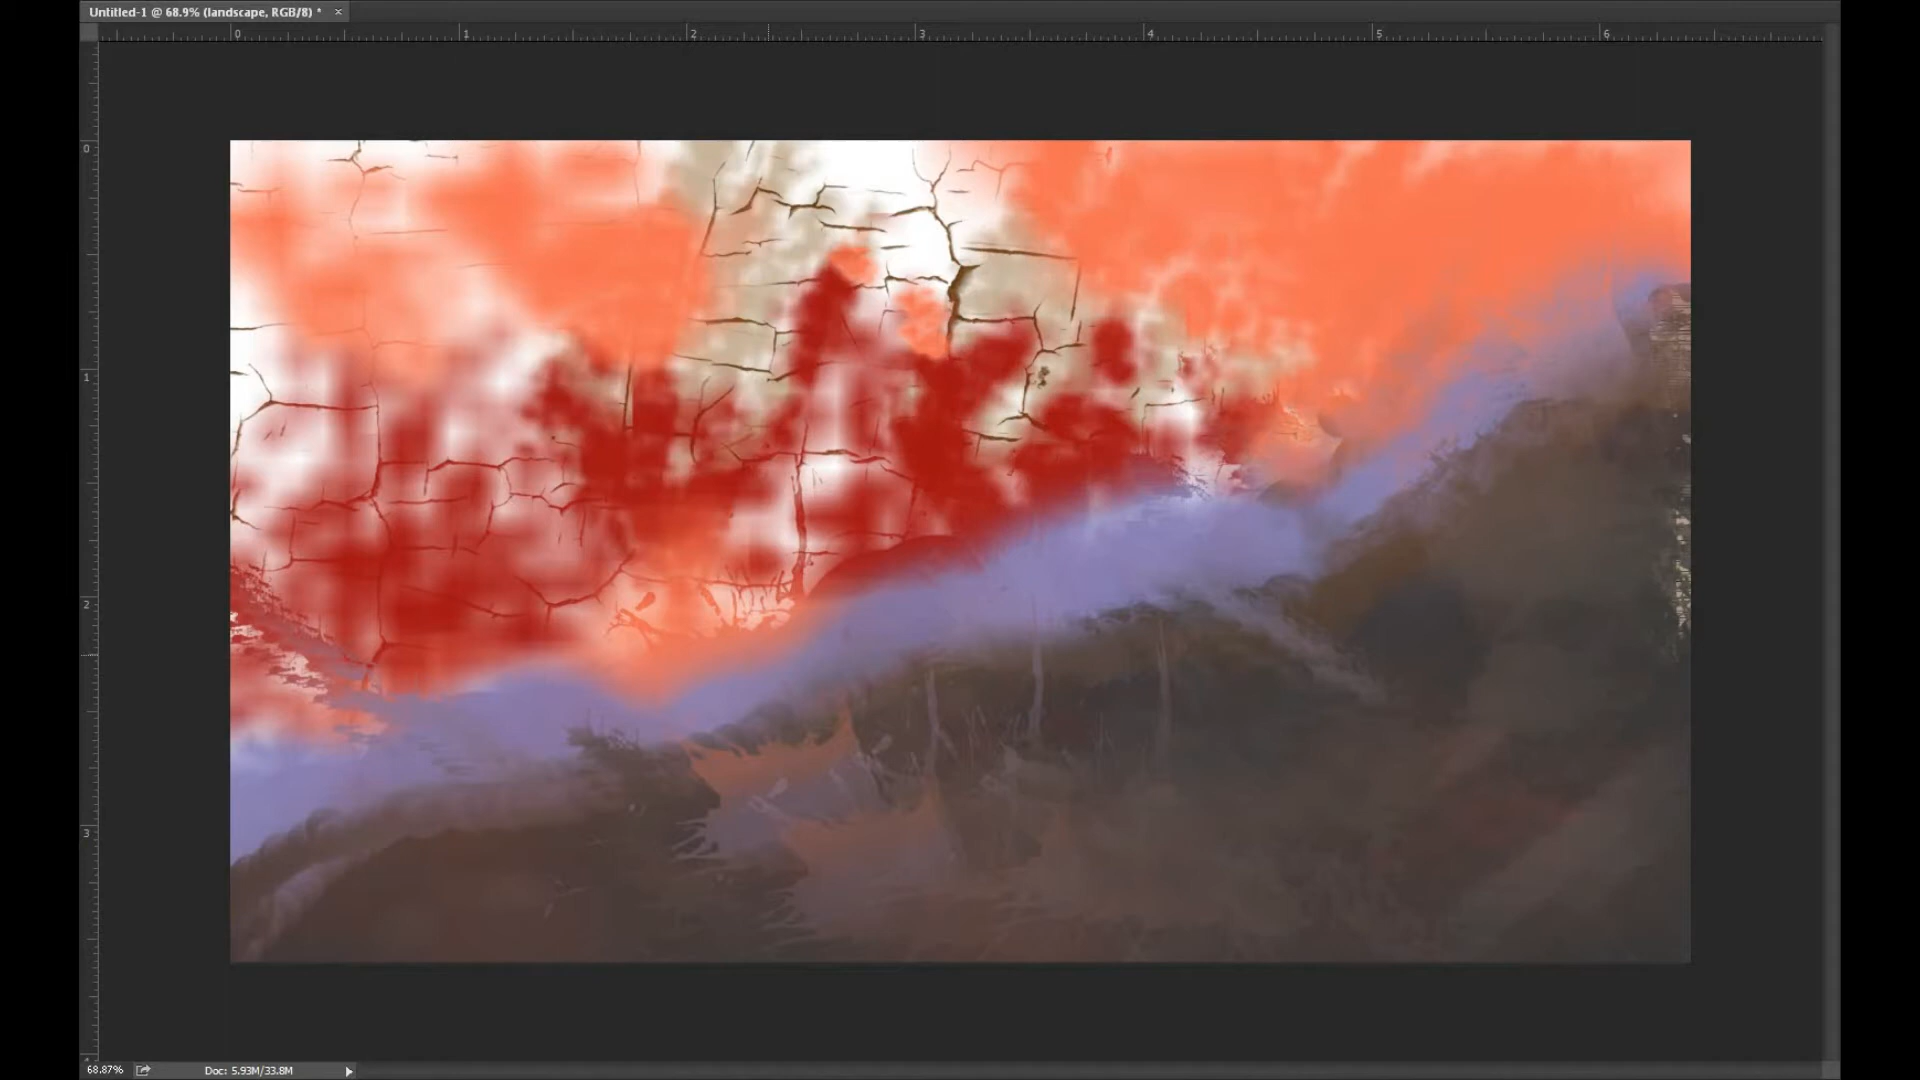 Untitled-1 @ 68.9% (landscape, RGB/8) * ×
0 1 2 3 4 5 6
0
1
2
3
68.87% Doc: 5.93M/33.8M